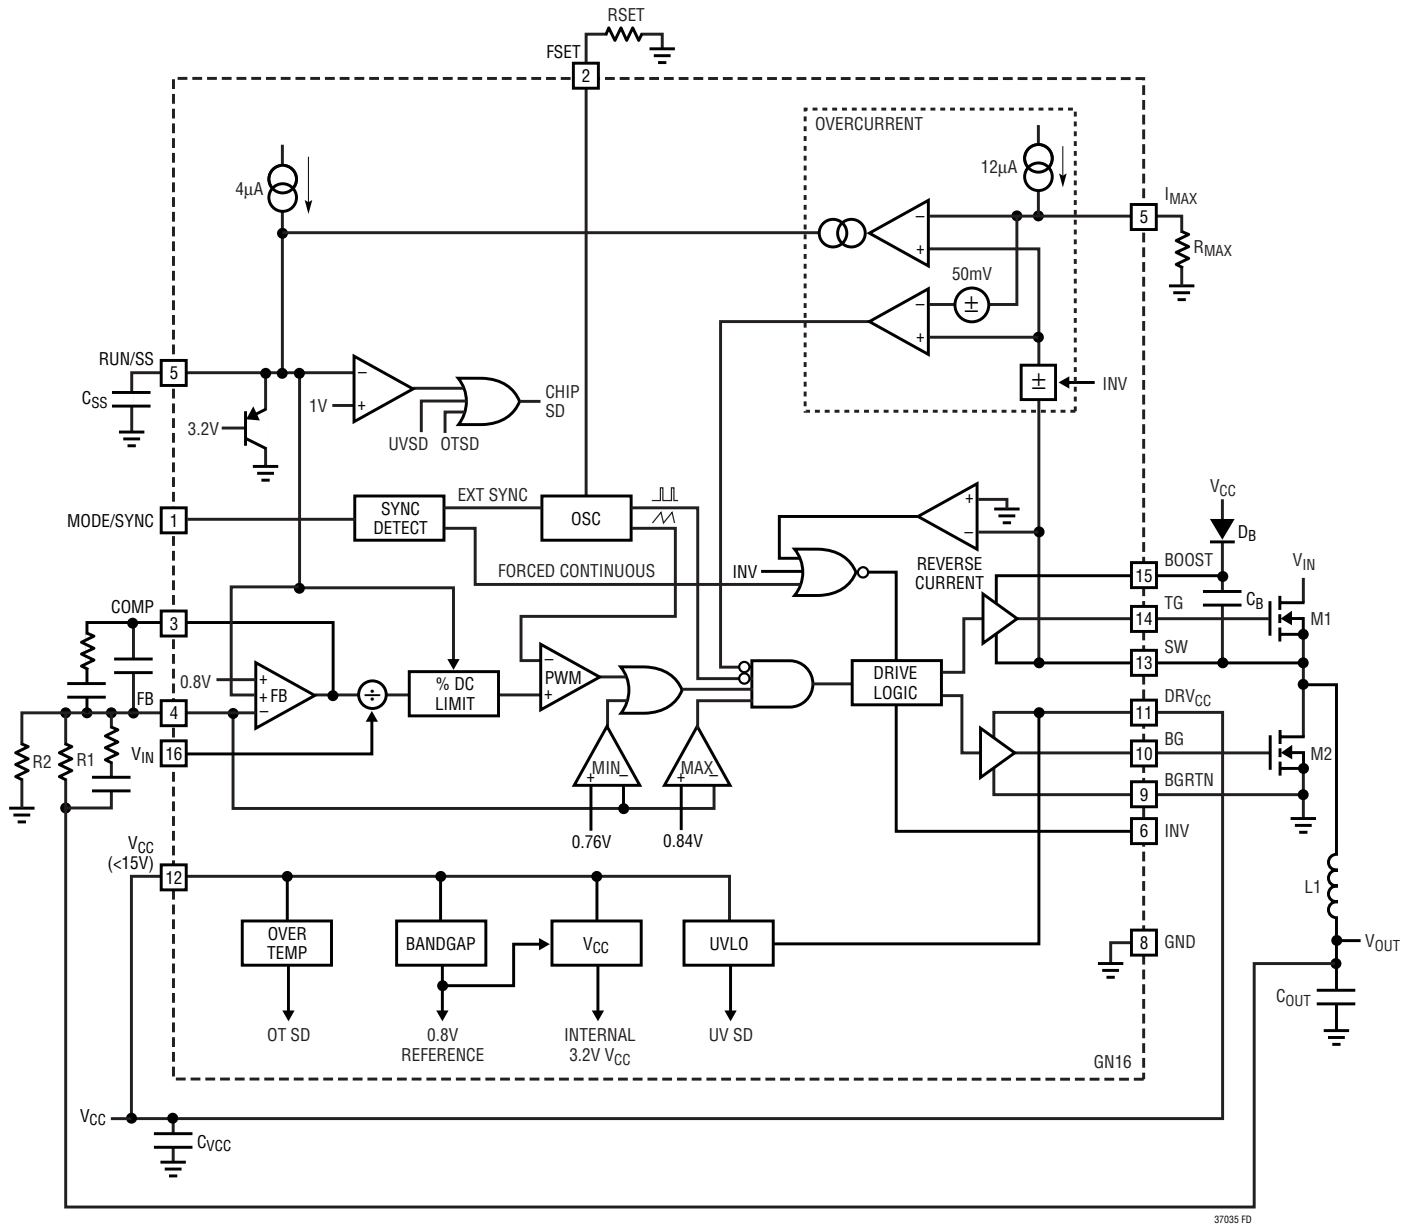 RSET
FSET
2
OVERCURRENT
4µA
12µA
IMAX
5
RMAX
−
+
50mV
±
−
+
RUN/SS
5
CSS
3.2V
−
1V
+
UVSD
OTSD
CHIP
SD
±
INV
MODE/SYNC
1
SYNC
DETECT
EXT SYNC
OSC
FORCED CONTINUOUS
INV
+
−
REVERSE
CURRENT
VCC
DB
BOOST
15
VIN
CB
TG
14
M1
SW
13
COMP
3
0.8V
+
+ FB
−
FB
4
÷
% DC
LIMIT
−
PWM
+
DRIVE
LOGIC
DRVCC
11
BG
10
M2
BGRTN
9
INV
6
R2
R1
VIN
16
MIN
+
−
MAX
+
−
0.76V
0.84V
VCC
(<15V)
12
OVER
TEMP
BANDGAP
VCC
UVLO
OT SD
0.8V
REFERENCE
INTERNAL
3.2V VCC
UV SD
8
GND
L1
VOUT
COUT
GN16
VCC
CVCC
37035 FD